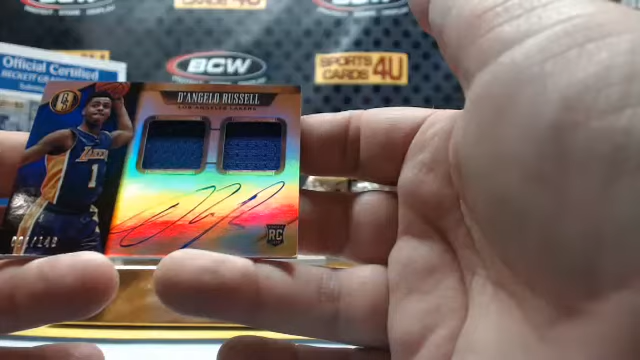 Official Certified
BECKETT
BCW
SPORTS
CARDS 4U
D'ANGELO RUSSELL
LOS ANGELES LAKERS
LAKERS
1
/149
RC